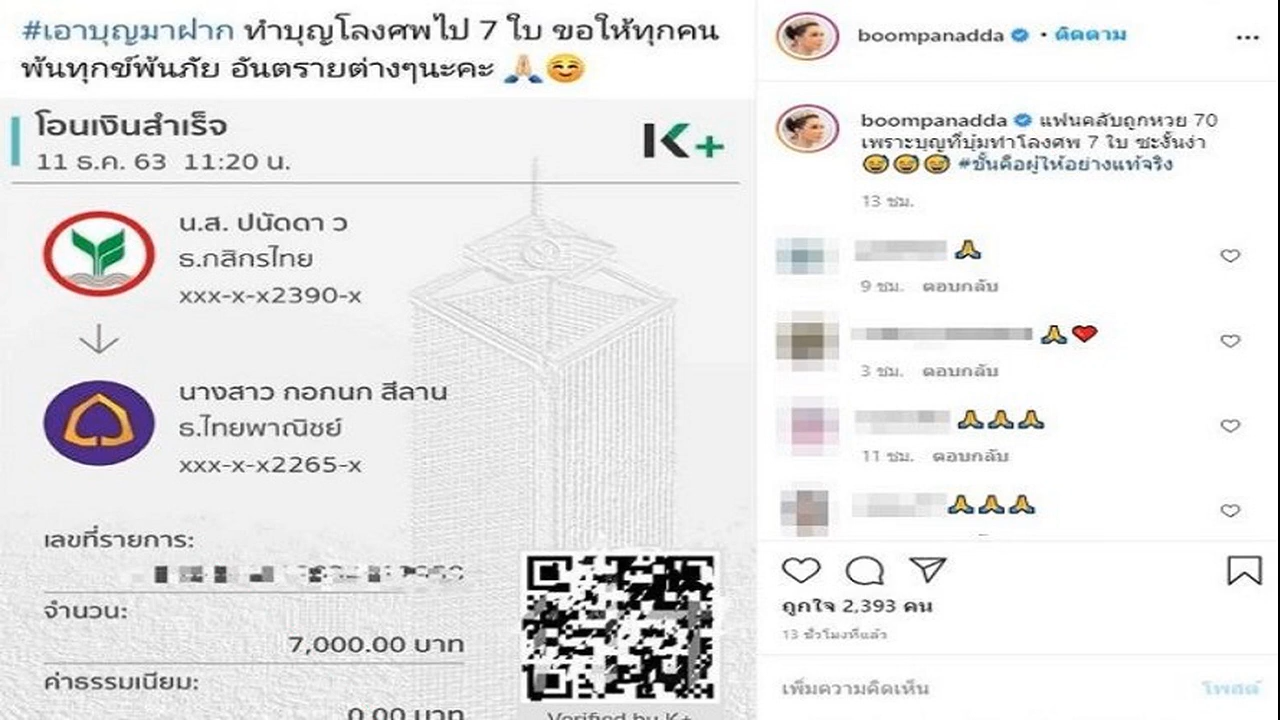 #เอาบุญมาฝาก ทำบุญโลงศพไป 7 ใบ ขอให้ทุกคน
พ้นทุกข์พ้นภัย อันตรายต่างๆนะคะ 🙏🏻😊
โอนเงินสำเร็จ
11 ธ.ค. 63 11:20 น.
K+
น.ส. ปนัดดา ว
ธ.กสิกรไทย
xxx-x-x2390-x
นางสาว กอกนก สีลาน
ธ.ไทยพาณิชย์
xxx-x-x2265-x
เลขที่รายการ:
จำนวน:
7,000.00 บาท
ค่าธรรมเนียม:
0.00 บาท
Verified by K+
boompanadda • ติดตาม
boompanadda แฟนคลับถูกหวย 70
เพราะบุญที่บุ๋มทำโลงศพ 7 ใบ ซะงั้นง่า
😅😅😅 #ชั้นคือผู้ให้อย่างแท้จริง
13 ชม.
🙏
9 ชม. ตอบกลับ
🙏❤️
3 ชม. ตอบกลับ
🙏🙏🙏
11 ชม. ตอบกลับ
🙏🙏🙏
ถูกใจ 2,393 คน
13 ชั่วโมงที่แล้ว
เพิ่มความคิดเห็น
โพสต์